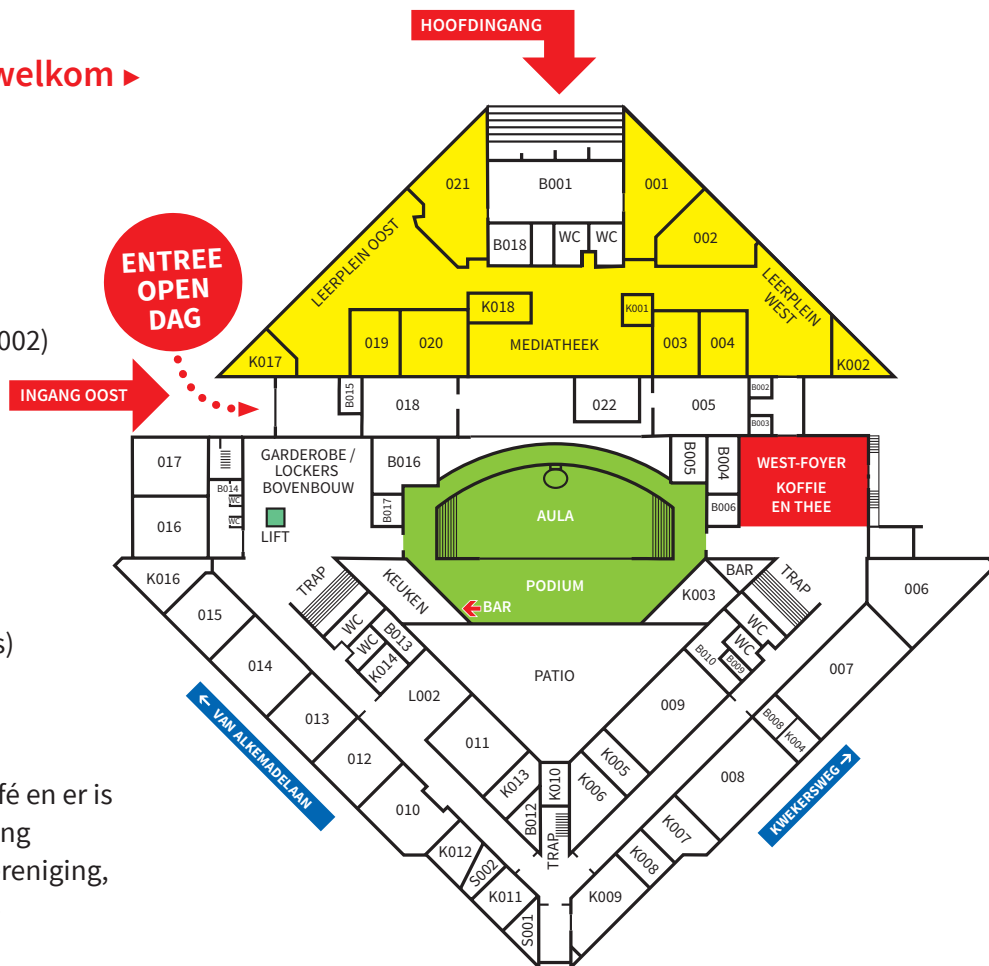 HOOFDINGANG
welkom ▸
021
B001
001
B018
WC
WC
002
LEERPLEIN OOST
LEERPLEIN
WEST
ENTREE
OPEN
DAG
002)
K018
K001
019
020
MEDIATHEEK
003
004
K017
K002
INGANG OOST
B015
018
022
005
B002
B003
017
GARDEROBE /
LOCKERS
BOVENBOUW
B016
B005
B004
WEST-FOYER
KOFFIE
EN THEE
B014
WC
WC
B017
AULA
B006
016
LIFT
K016
TRAP
KEUKEN
PODIUM
← BAR
K003
BAR
TRAP
006
015
WC
WC
B013
K014
WC
WC
B010
B009
s)
014
L002
PATIO
007
013
009
← VAN ALKEMADELAAN
012
011
B008
K004
K005
008
KWEKERSWEG →
010
K013
K010
K006
fé en er is
ng
reniging,
B012
TRAP
K007
K012
S002
K008
K011
K009
S001